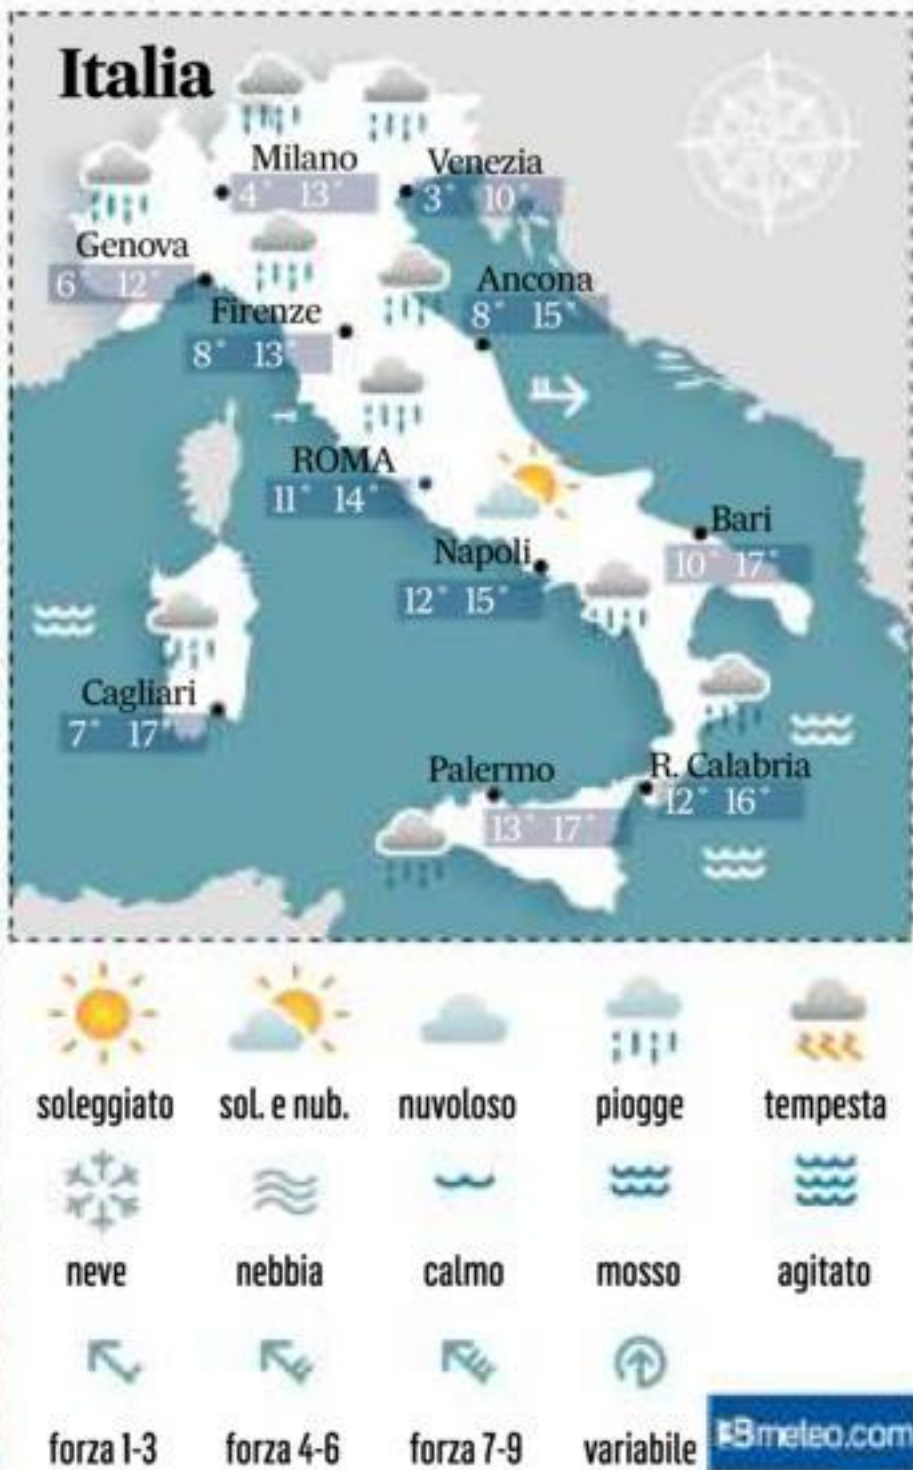 Italia
Milano
4° 13°
Venezia
3° 10°
Genova
6° 12°
Ancona
8° 15°
Firenze
8° 13°
ROMA
11° 14°
Bari
10° 17°
Napoli
12° 15°
Cagliari
7° 17°
Palermo
13° 17°
R. Calabria
12° 16°
soleggiato sol. e nub. nuvoloso piogge tempesta
neve nebbia calmo mosso agitato
forza 1-3 forza 4-6 forza 7-9 variabile
3Bmeteo.com